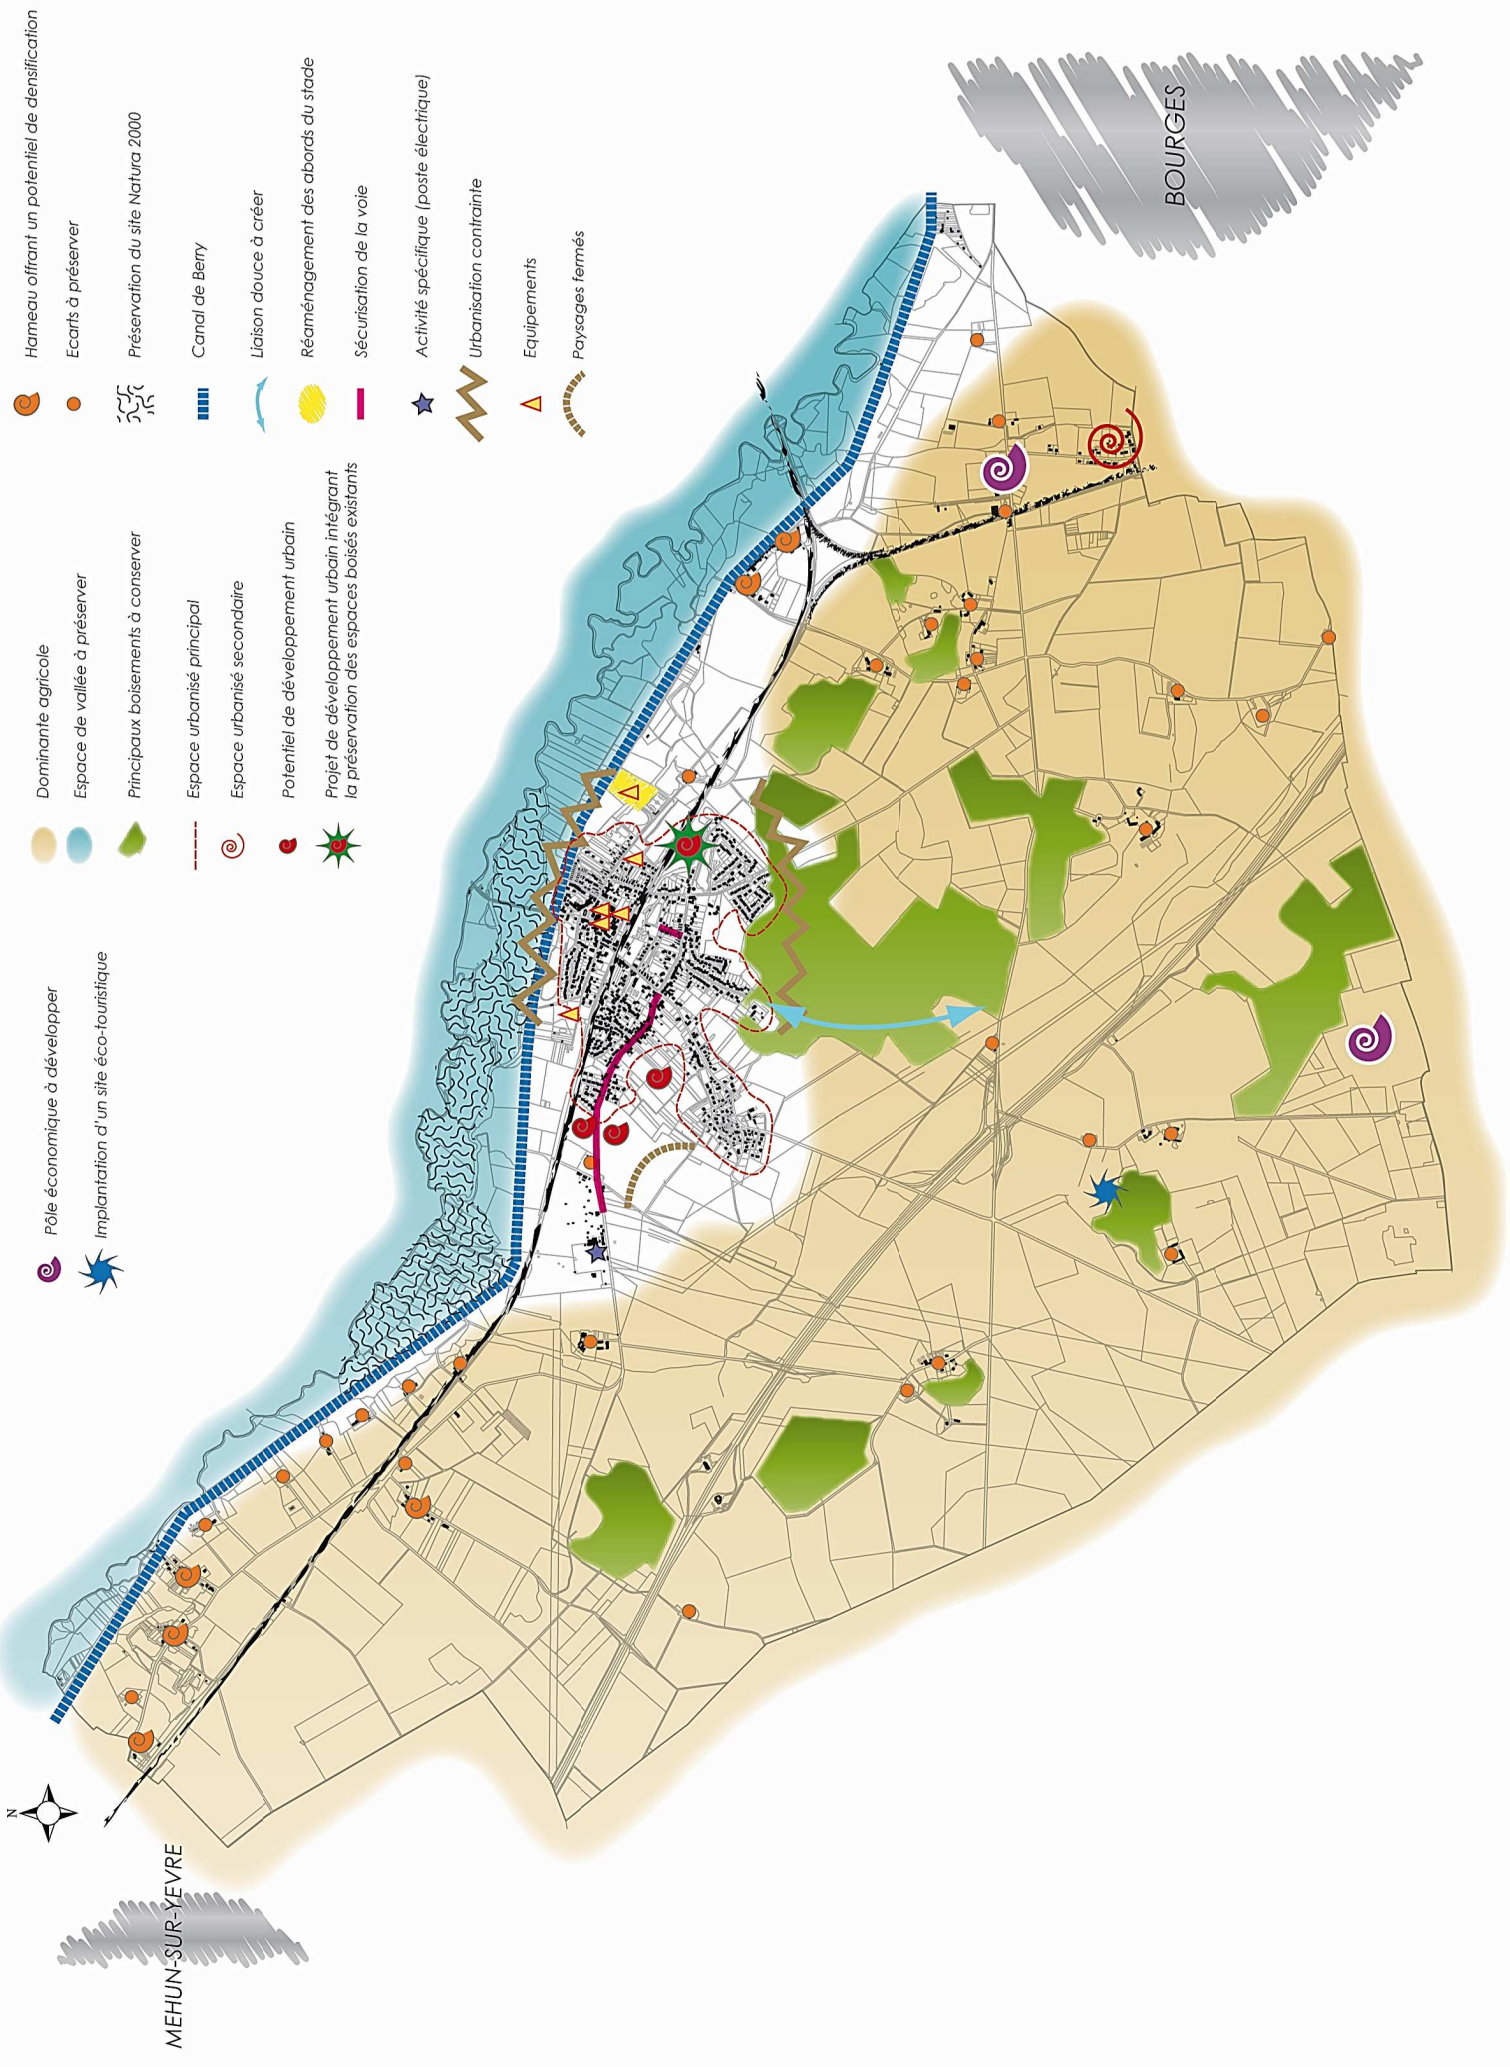 Pôle économique à développer
Implantation d'un site éco-touristique
Dominante agricole
Espace de vallée à préserver
Principaux boisements à conserver
Espace urbanisé principal
Espace urbanisé secondaire
Potentiel de développement urbain
Projet de développement urbain intégrant
la préservation des espaces boisés existants
Hameau offrant un potentiel de densification
Ecarts à préserver
Préservation du site Natura 2000
Canal de Berry
Liaison douce à créer
Réaménagement des abords du stade
Sécurisation de la voie
Activité spécifique (poste électrique)
Urbanisation contrainte
Equipements
Paysages fermés
N
MEHUN-SUR-YEVRE
BOURGES